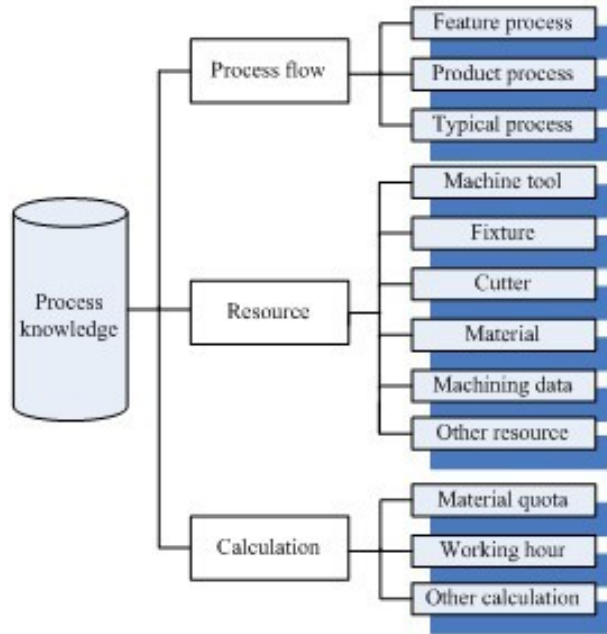 Process
knowledge
Process flow
Feature process
Product process
Typical process
Resource
Machine tool
Fixture
Cutter
Material
Machining data
Other resource
Calculation
Material quota
Working hour
Other calculation